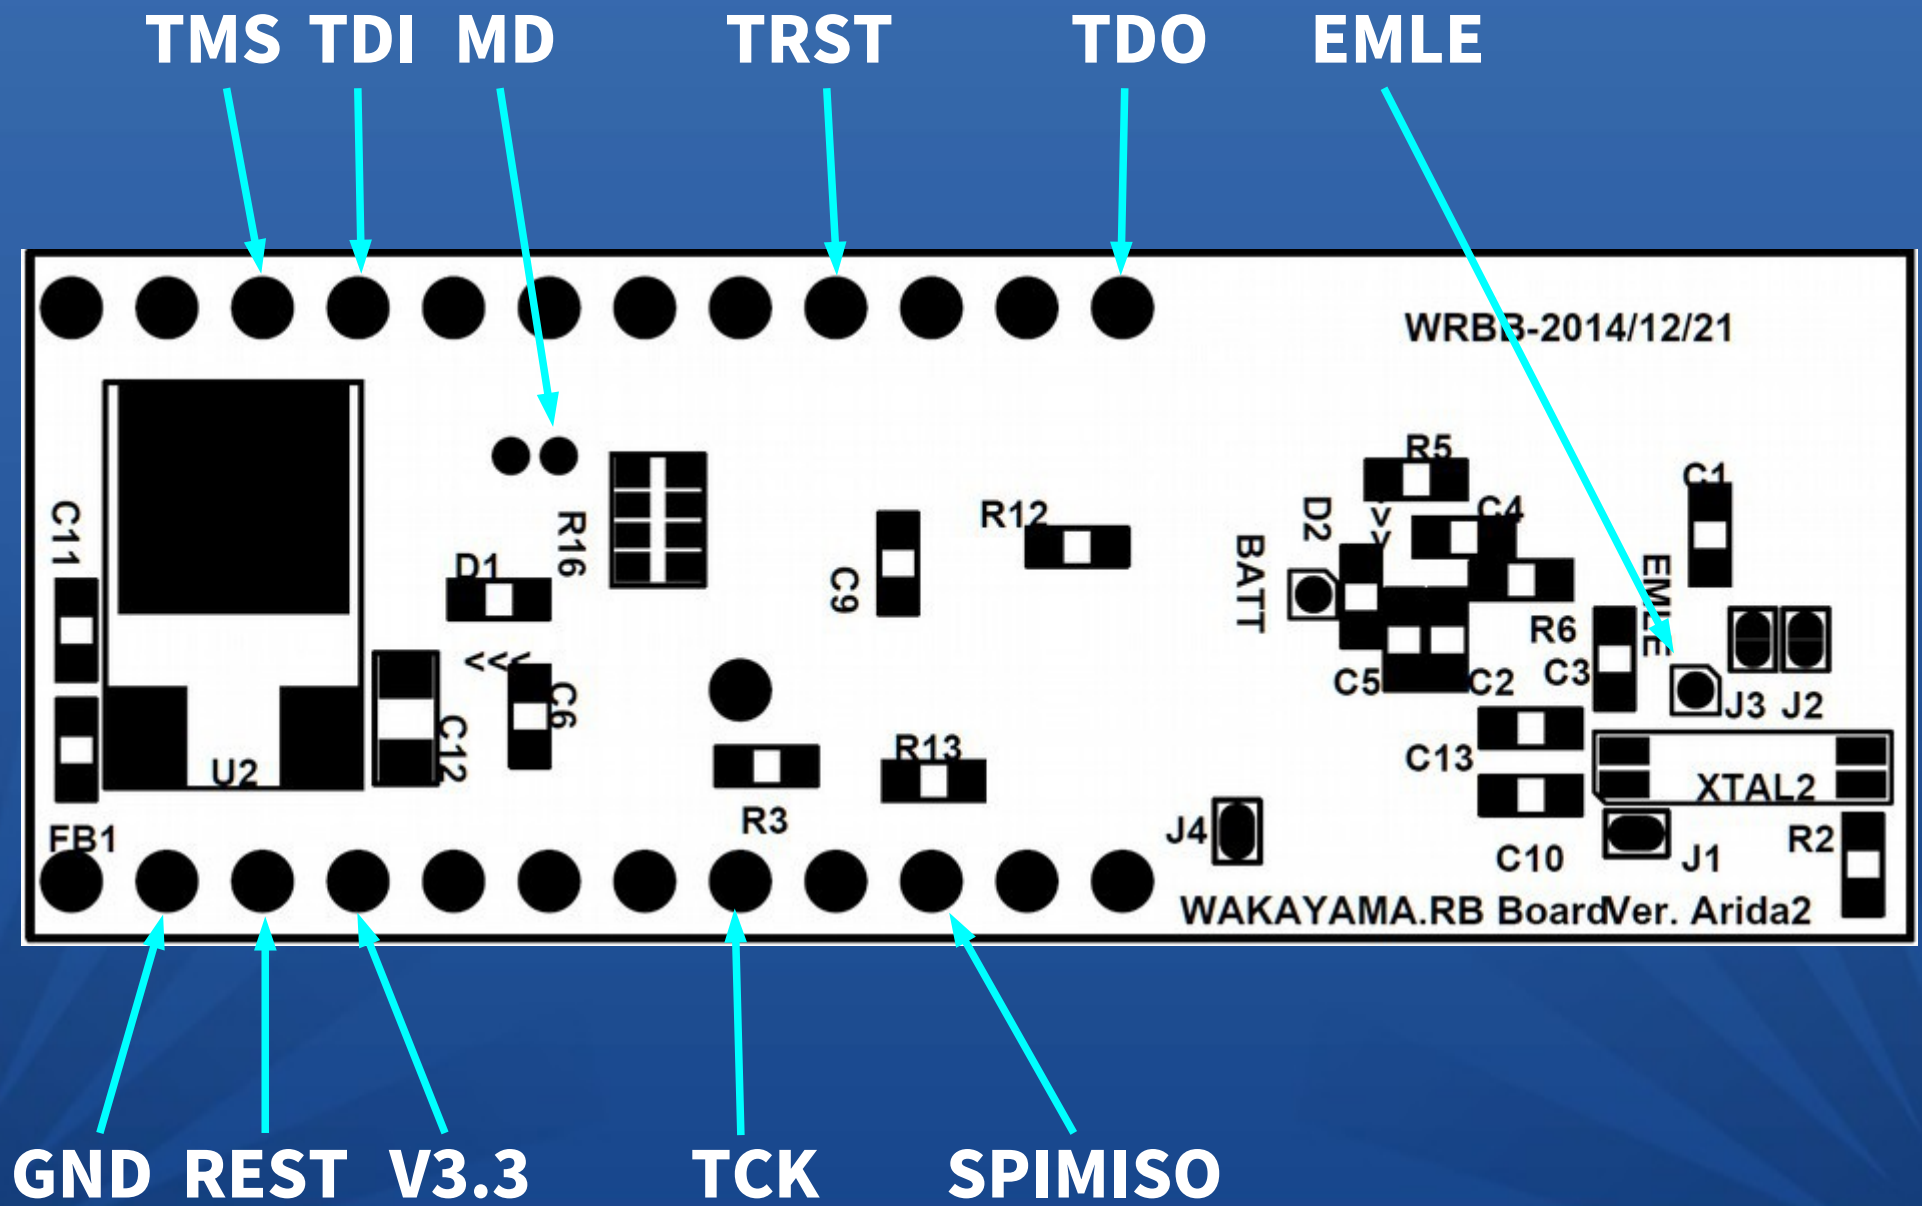 TMS TDI MD TRST TDO EMLE
WRBB-2014/12/21
R5
C1
C4
D2
C11
R16
R12
BATT
D1
EMLE
C9
R6
C3
C5
C2
<<
<<<
C6
J3
J2
C12
R13
C13
U2
XTAL2
R3
J4
FB1
R2
C10
J1
WAKAYAMA.RB Board Ver. Arida2
GND REST V3.3 TCK SPIMISO